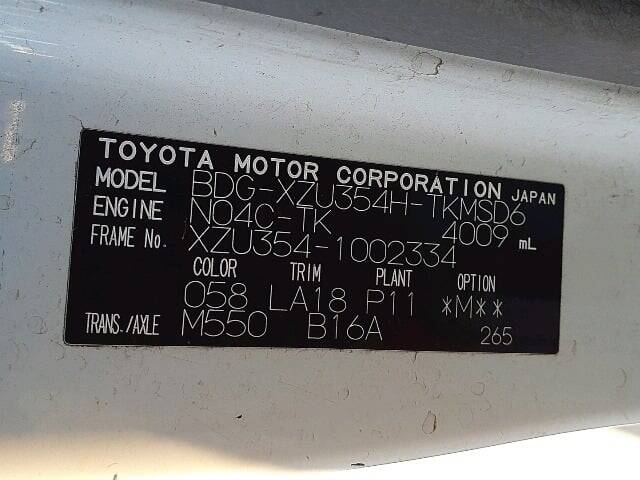 TOYOTA MOTOR CORPORATION JAPAN
MODEL BDG-XZU354H-TKMSD6
ENGINE N04C-TK 4009 mL
FRAME No. XZU354-1002334
COLOR TRIM PLANT OPTION
058 LA18 P11 *M**
TRANS./AXLE M550 B16A 265